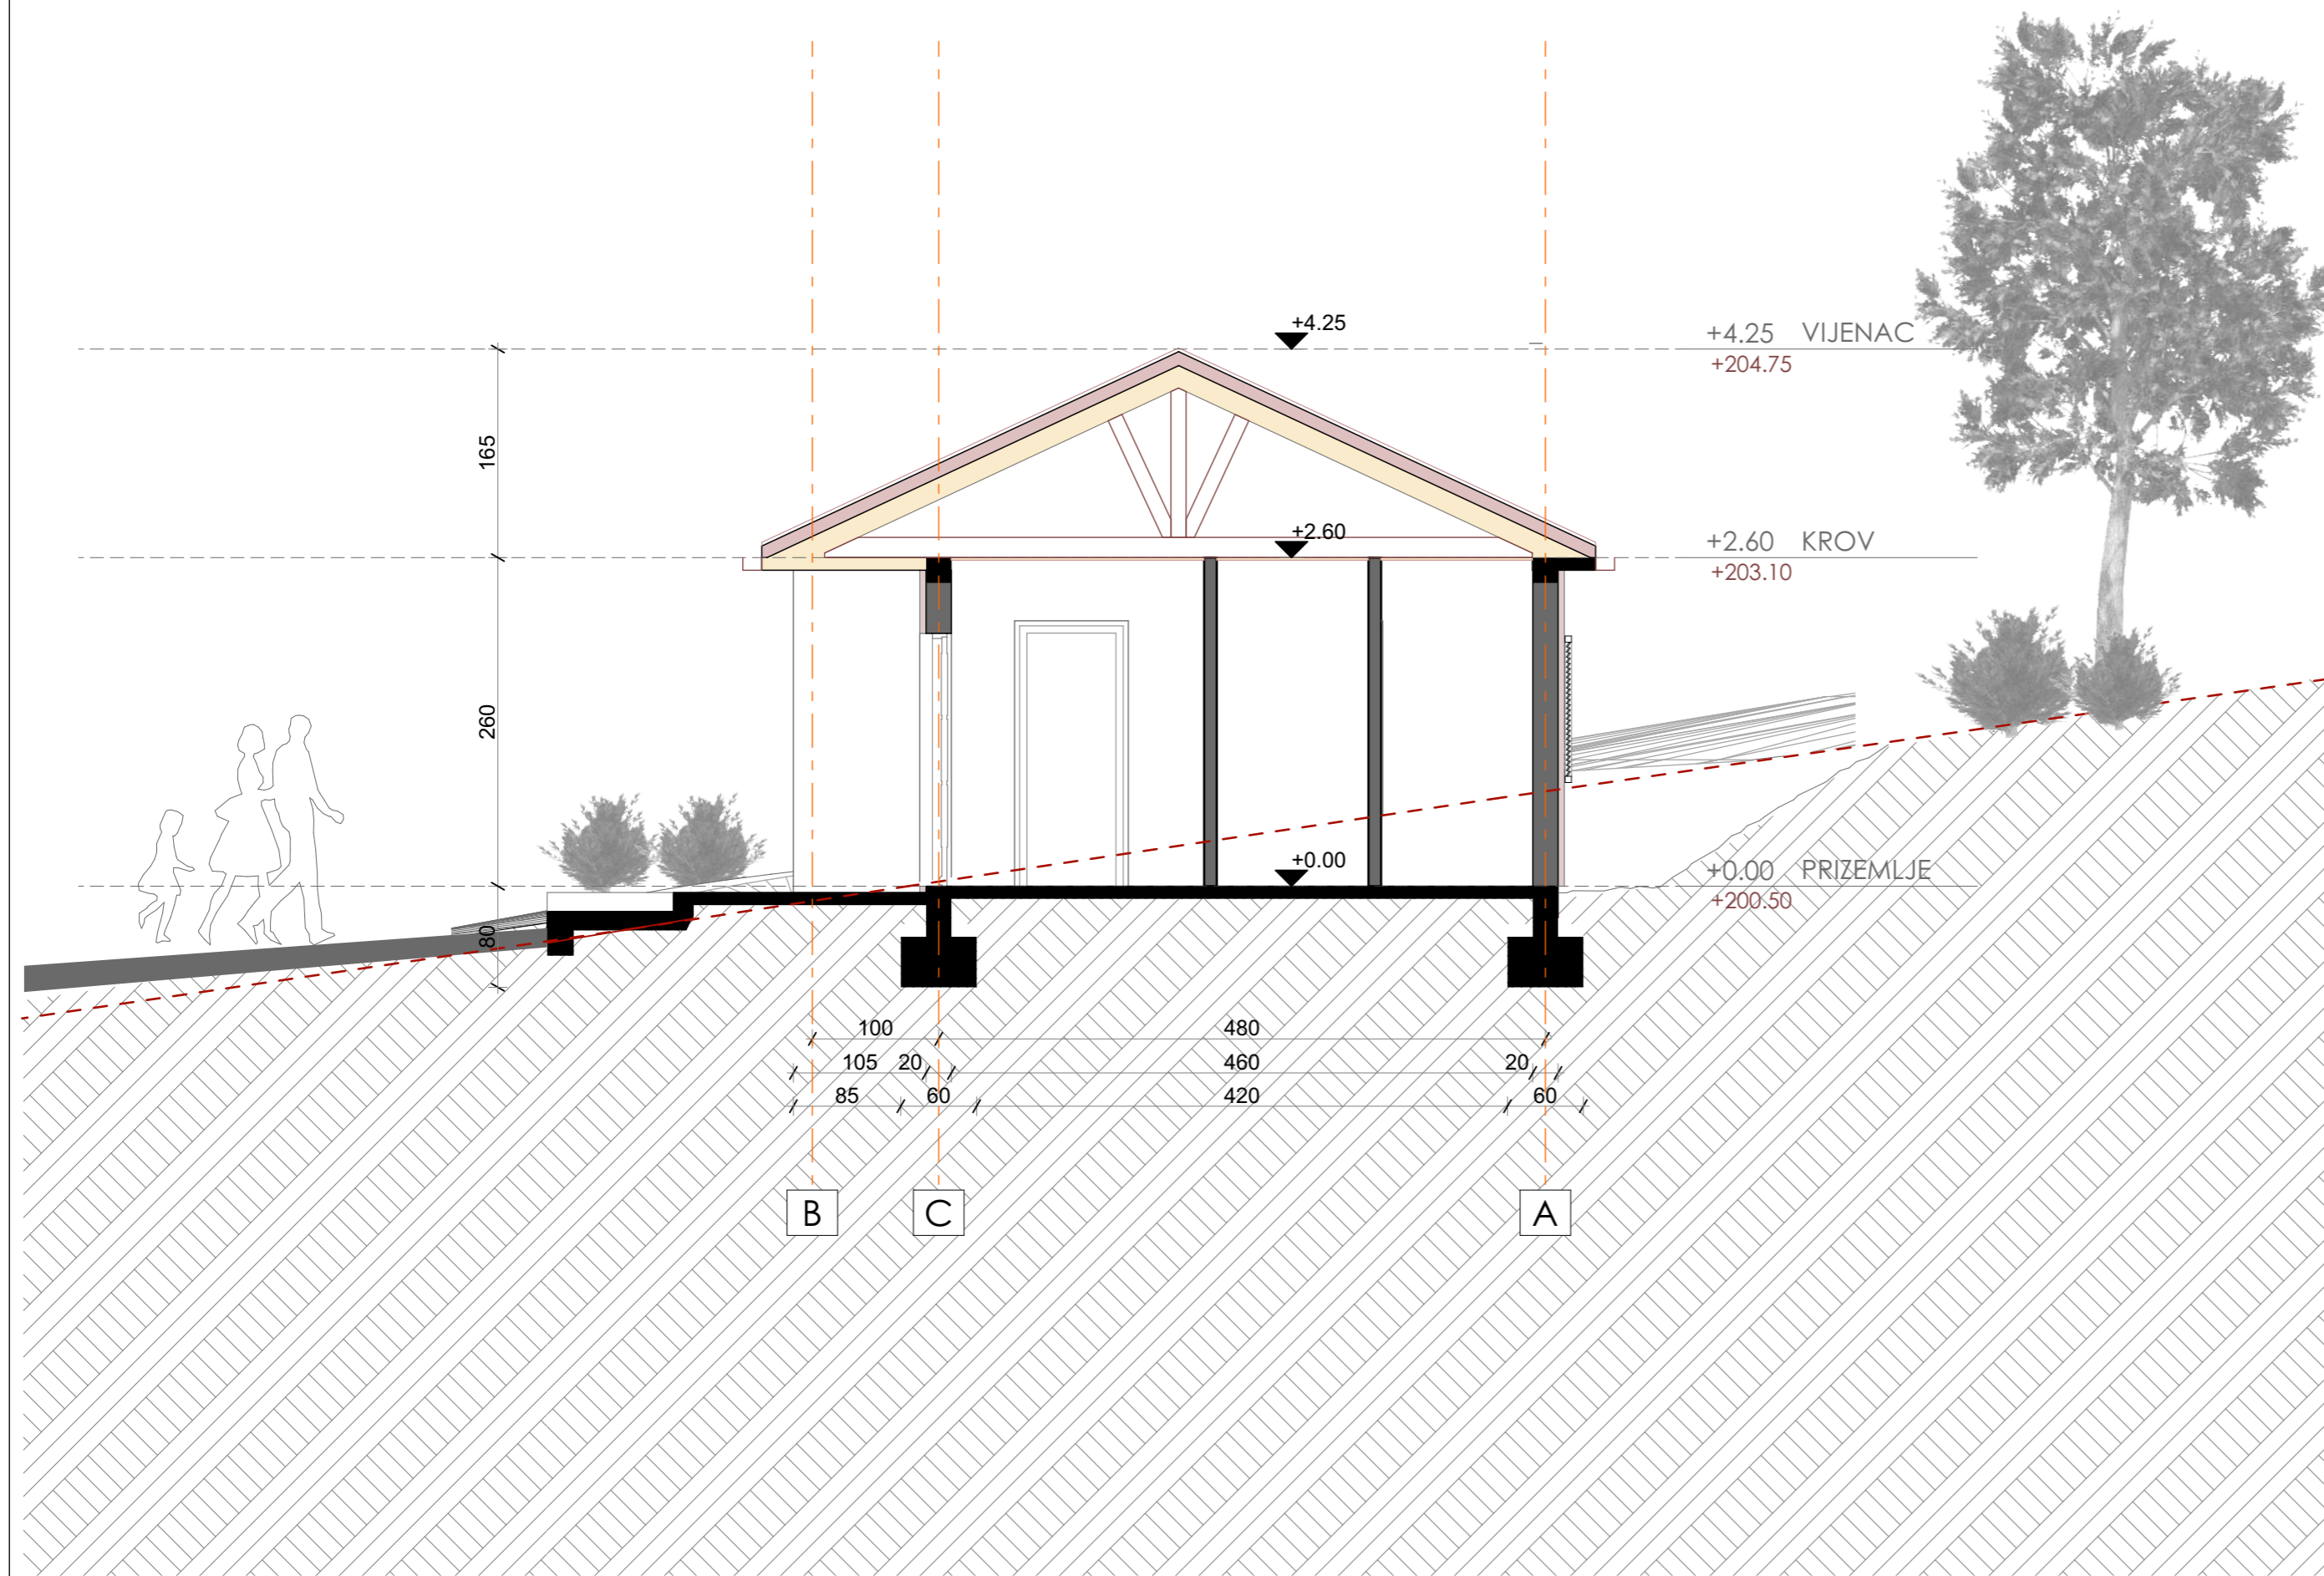 +4.25
+4.25 VIJENAC
+204.75
165
+2.60
+2.60 KROV
+203.10
260
+0.00
+0.00 PRIZEMLJE
+200.50
80
100 480
105 20 460 20
85 60 420 60
B C A